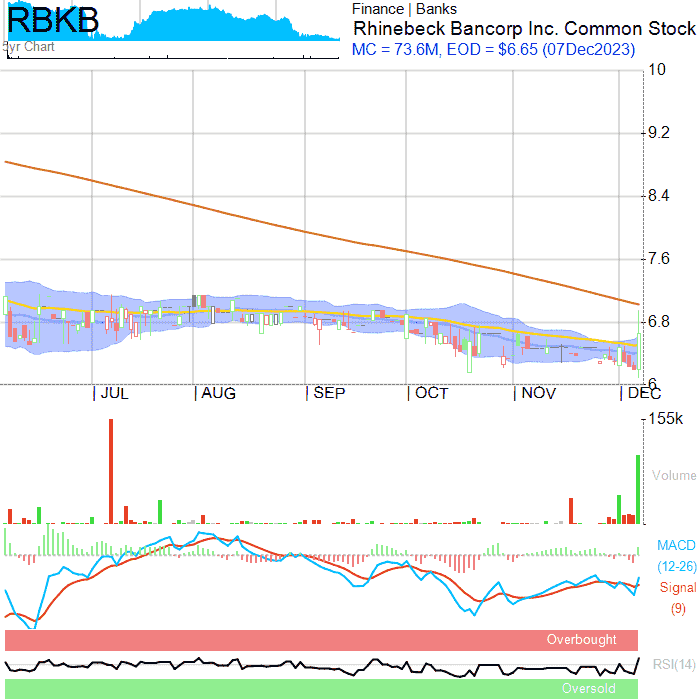 RBKB
5yr Chart
Finance | Banks
Rhinebeck Bancorp Inc. Common Stock
MC = 73.6M, EOD = $6.65 (07Dec2023)
10
9.2
8.4
7.6
6.8
6
JUL AUG SEP OCT NOV DEC
155k
Volume
MACD
(12-26)
Signal
(9)
Overbought
RSI(14)
Oversold